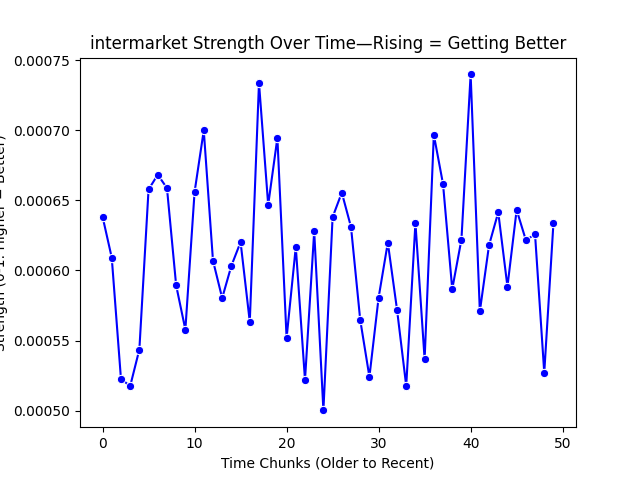 intermarket Strength Over Time—Rising = Getting Better
0.00075
0.00070
0.00065
0.00060
0.00055
0.00050
Strength (0-1: Higher = Better)
0 10 20 30 40 50
Time Chunks (Older to Recent)